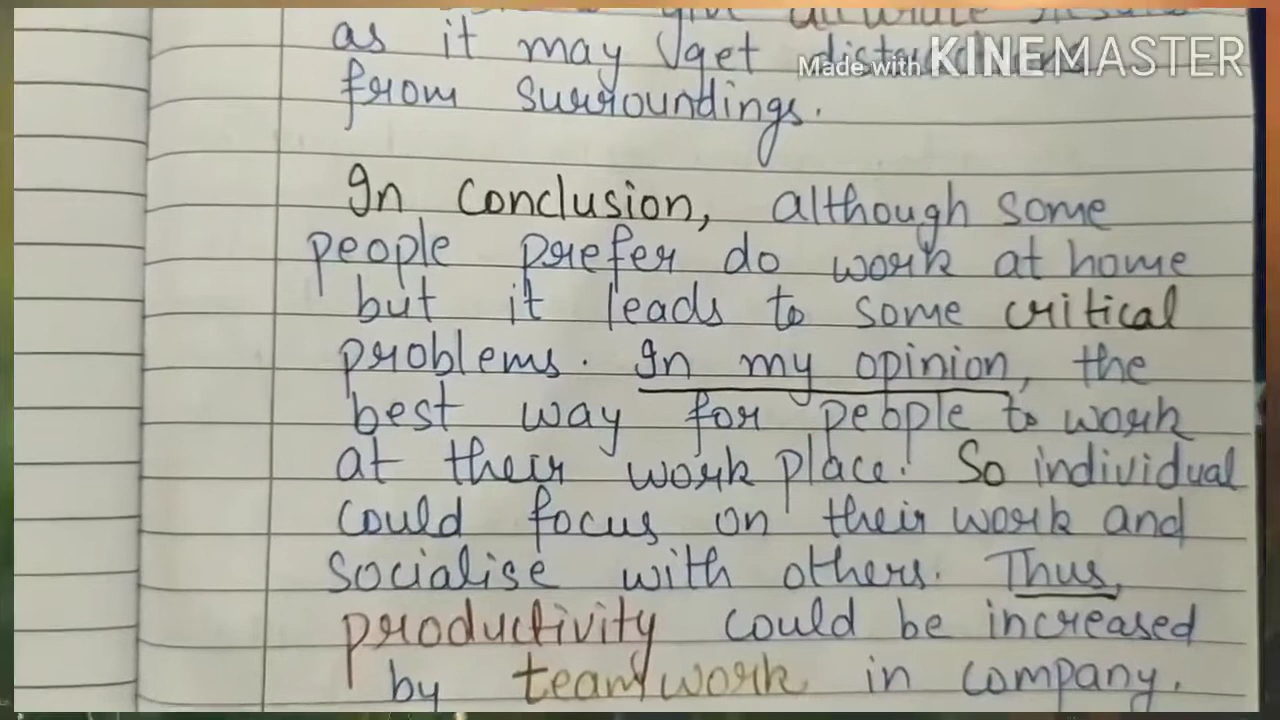 give accurate
as it may get
Made with KINEMASTER
from surroundings.
In conclusion, although some
people prefer do work at home
but it leads to some critical
problems. In my opinion, the
best way for people to work
at their work place. So individual
could focus on their work and
socialise with others. Thus,
productivity could be increased
by teamwork in company.